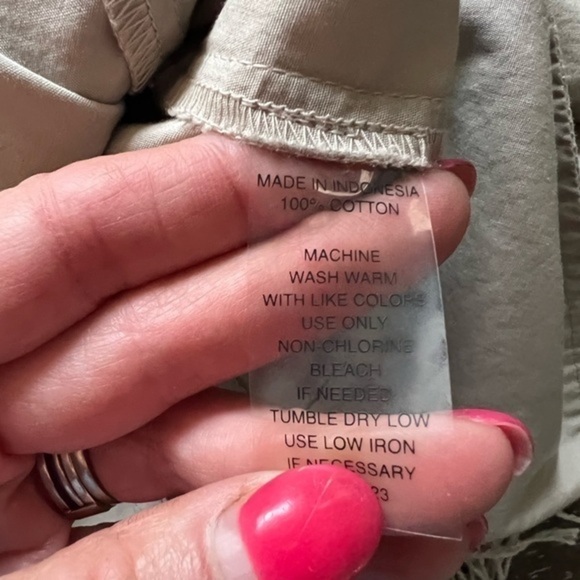 MADE IN INDONESIA
100% COTTON
MACHINE
WASH WARM
WITH LIKE COLORS
USE ONLY
NON-CHLORINE
BLEACH
IF NEEDED
TUMBLE DRY LOW
USE LOW IRON
IF NECESSARY